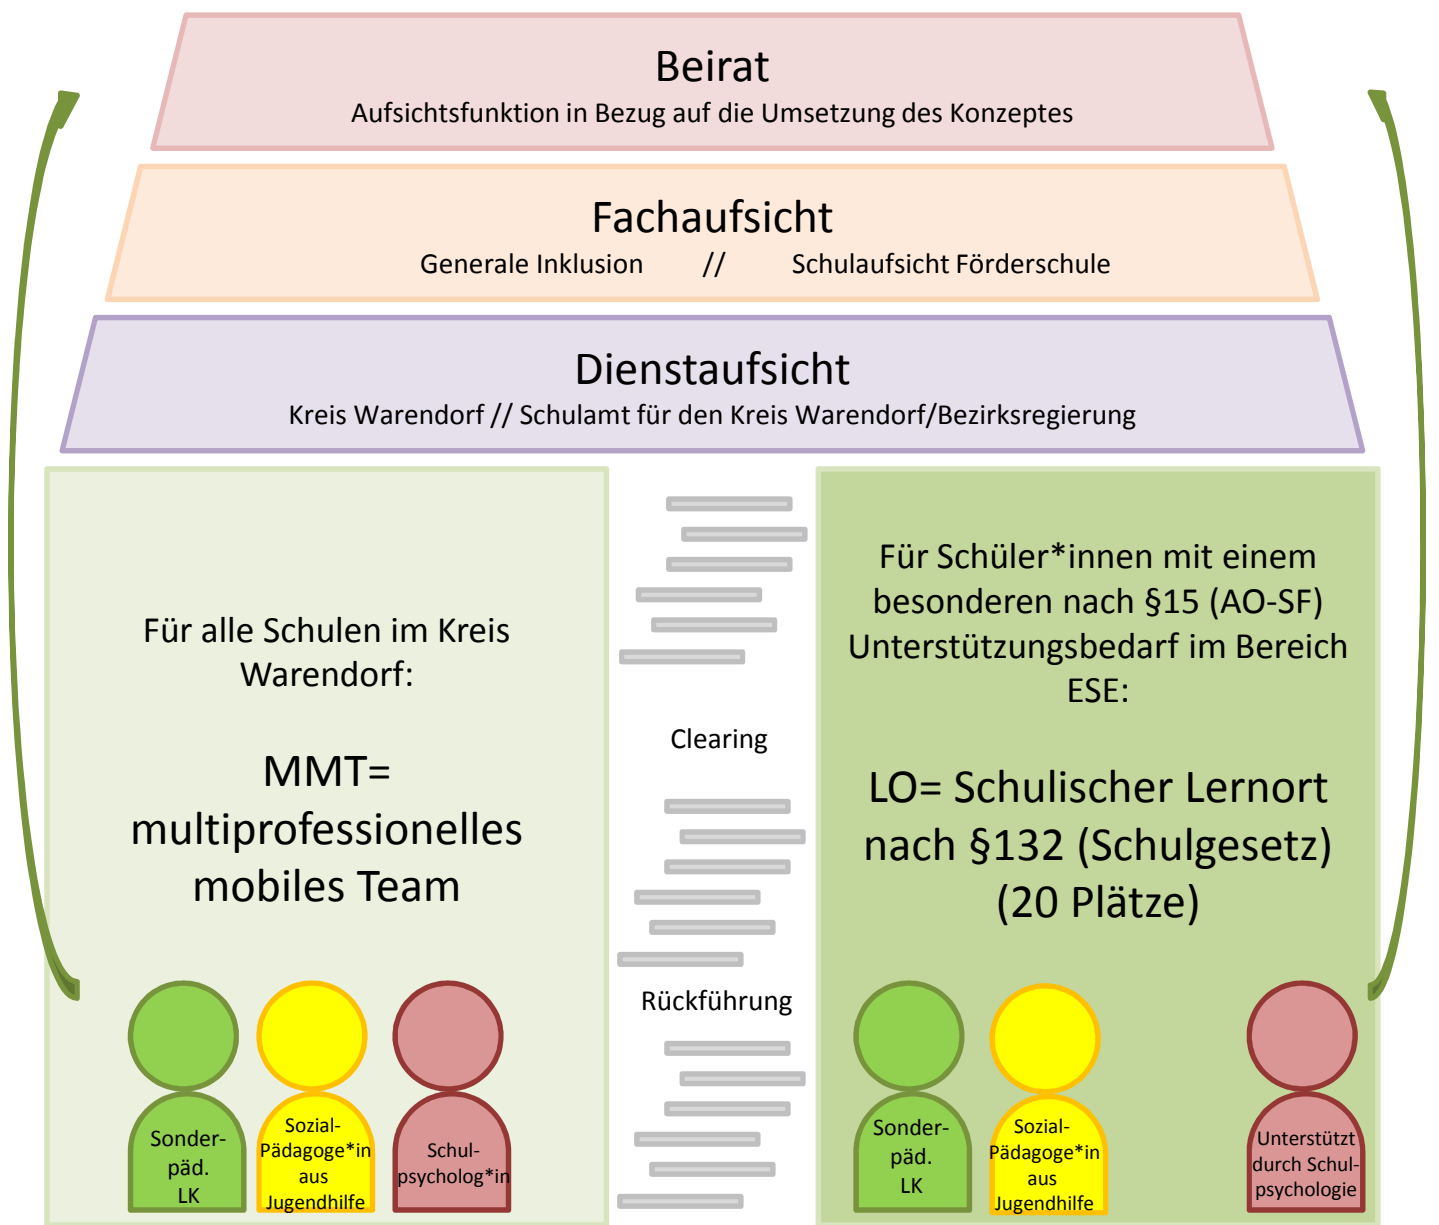 Beirat
Aufsichtsfunktion in Bezug auf die Umsetzung des Konzeptes
Fachaufsicht
Generale Inklusion // Schulaufsicht Förderschule
Dienstaufsicht
Kreis Warendorf // Schulamt für den Kreis Warendorf/Bezirksregierung
Für alle Schulen im Kreis
Warendorf:
MMT=
multiprofessionelles
mobiles Team
Sonder-
päd.
LK
Sozial-
Pädagoge*in
aus
Jugendhilfe
Schul-
psycholog*in
Clearing
Rückführung
Für Schüler*innen mit einem
besonderen nach §15 (AO-SF)
Unterstützungsbedarf im Bereich
ESE:
LO= Schulischer Lernort
nach §132 (Schulgesetz)
(20 Plätze)
Sonder-
päd.
LK
Sozial-
Pädagoge*in
aus
Jugendhilfe
Unterstützt
durch Schul-
psychologie